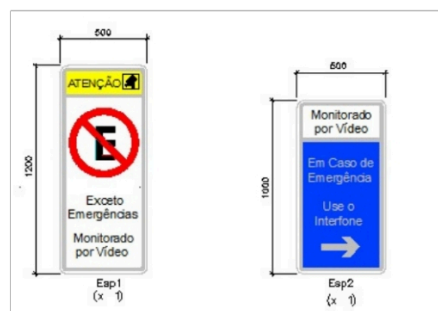 500
1200
ATENÇÃO
E
Exceto
Emergências
Monitorado
por Vídeo
Esp1
(x 1)
500
1000
Monitorado
por Vídeo
Em Caso de
Emergência
Use o
Interfone
Esp2
(x 1)